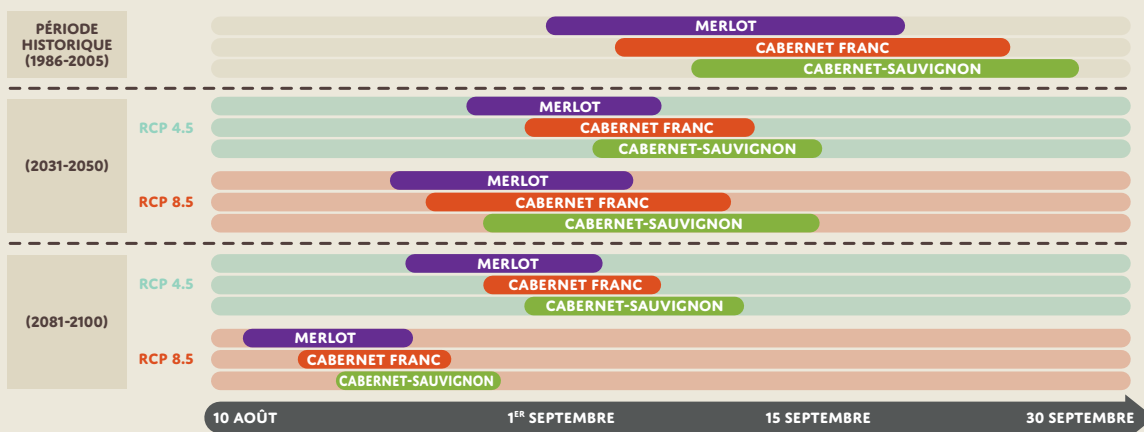 PÉRIODE
HISTORIQUE
(1986-2005)
MERLOT
CABERNET FRANC
CABERNET-SAUVIGNON
(2031-2050)
RCP 4.5
MERLOT
CABERNET FRANC
CABERNET-SAUVIGNON
RCP 8.5
MERLOT
CABERNET FRANC
CABERNET-SAUVIGNON
(2081-2100)
RCP 4.5
MERLOT
CABERNET FRANC
CABERNET-SAUVIGNON
RCP 8.5
MERLOT
CABERNET FRANC
CABERNET-SAUVIGNON
10 AOÛT 1ER SEPTEMBRE 15 SEPTEMBRE 30 SEPTEMBRE